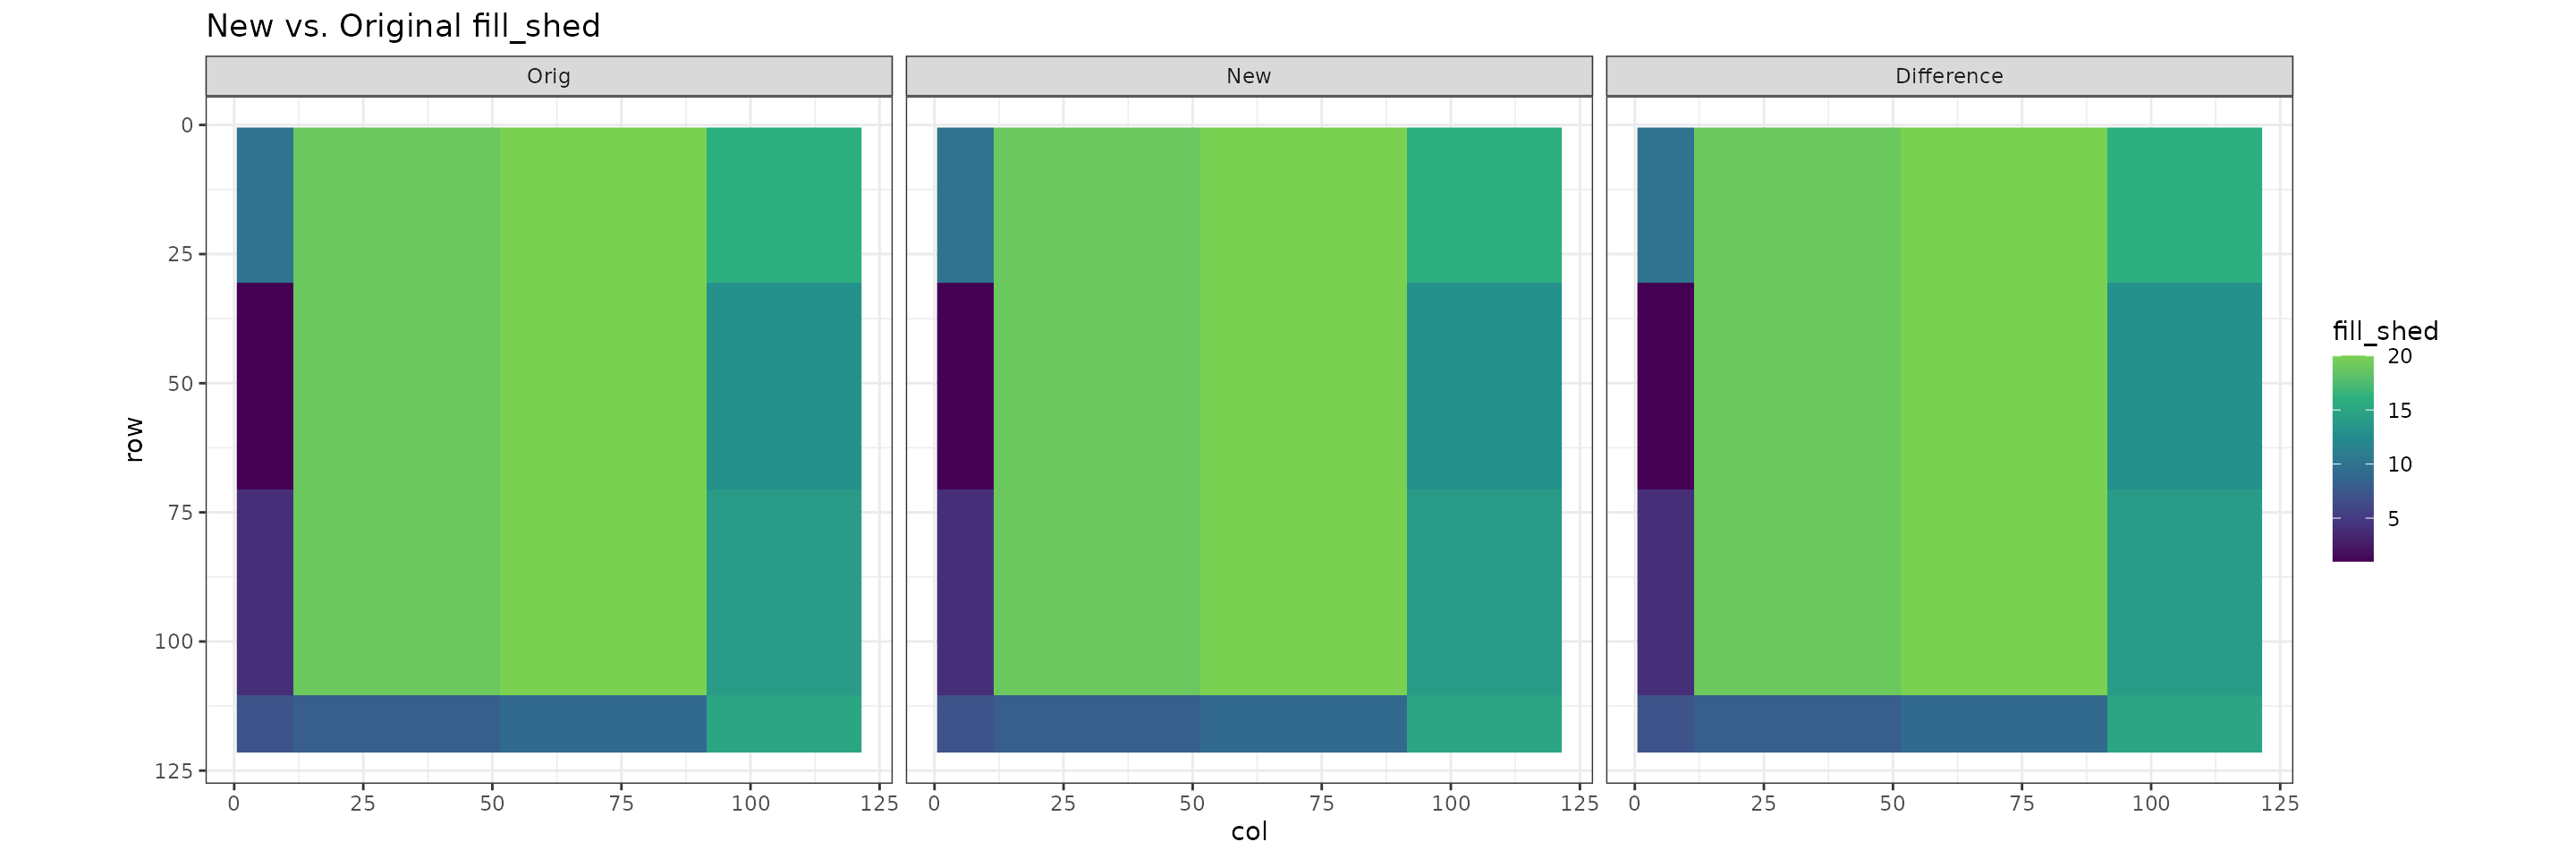 New vs. Original fill_shed
Orig New Difference
0
25
50
75
100
125
row
0 25 50 75 100 125 0 25 50 75 100 125 0 25 50 75 100 125
col
fill_shed
20
15
10
5